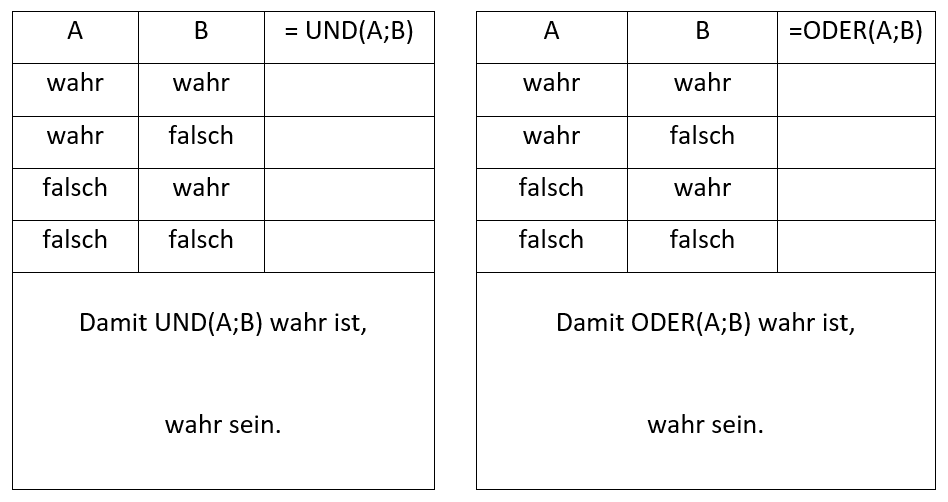 A B = UND(A;B)
wahr wahr
wahr falsch
falsch wahr
falsch falsch
Damit UND(A;B) wahr ist,
wahr sein.
A B =ODER(A;B)
wahr wahr
wahr falsch
falsch wahr
falsch falsch
Damit ODER(A;B) wahr ist,
wahr sein.